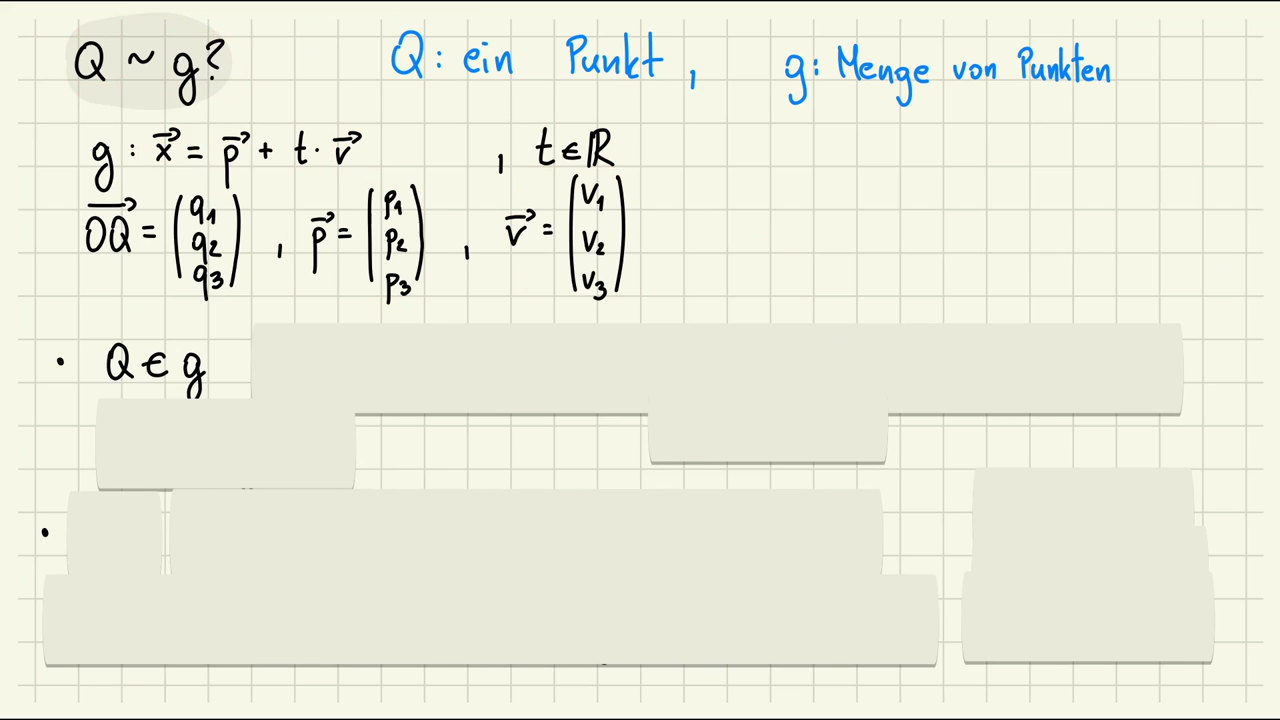 Q ~ g? Q: ein Punkt, g: Menge von Punkten
g: x⃗ = p⃗ + t · v⃗ , t ∈ ℝ
OQ⃗ = (q1 q2 q3) , p⃗ = (p1 p2 p3) , v⃗ = (v1 v2 v3)
• Q ∈ g
•